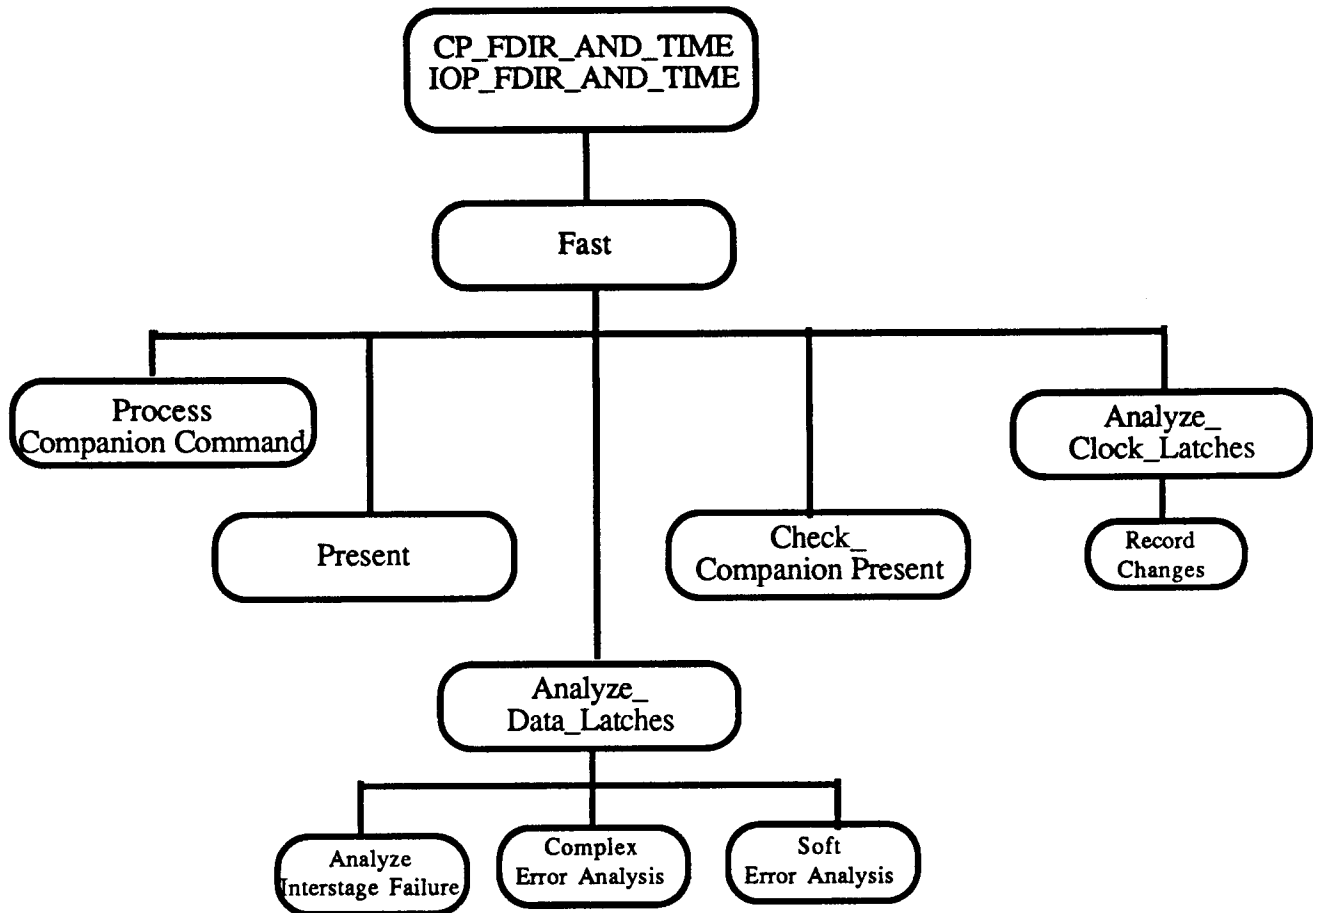 CP_FDIR_AND_TIME
IOP_FDIR_AND_TIME
Fast
Process
Companion Command
Analyze_
Clock_Latches
Present
Check_
Companion Present
Record
Changes
Analyze_
Data_Latches
Analyze
Interstage Failure
Complex
Error Analysis
Soft
Error Analysis